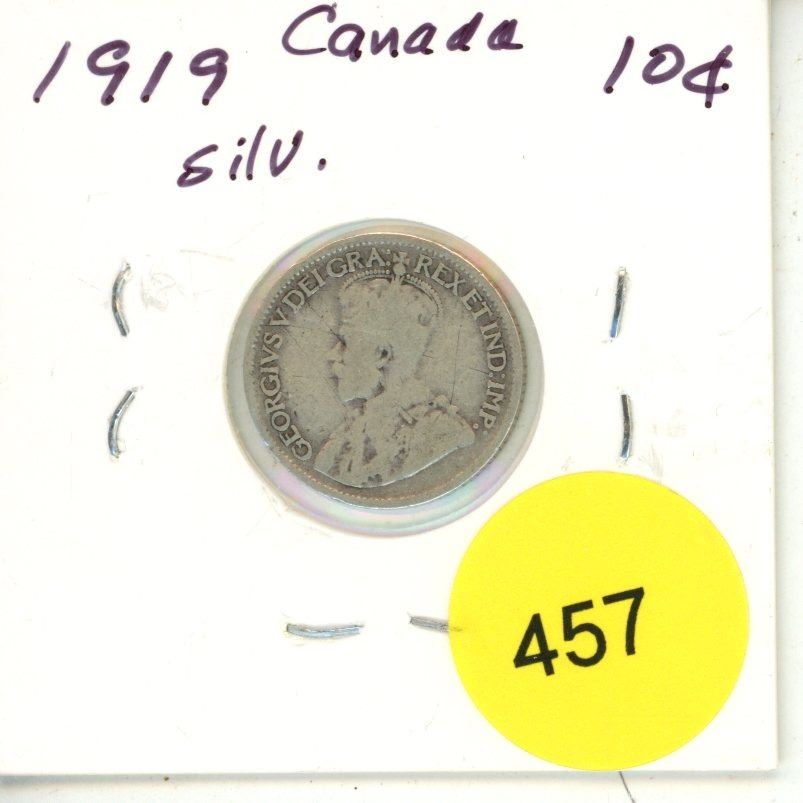 1919 Canada 10¢
silv.
GEORGIVS V DEI GRA: REX ET IND: IMP.
457